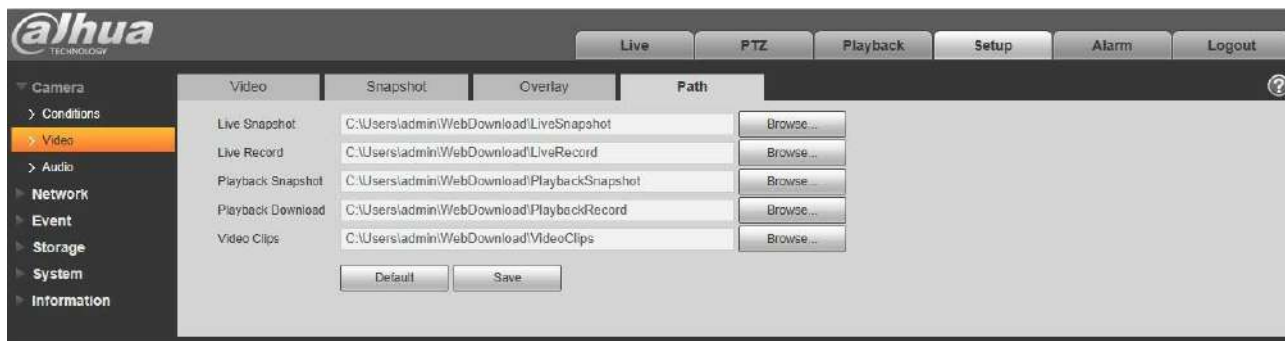 alhua
TECHNOLOGY
Live PTZ Playback Setup Alarm Logout
Camera
> Conditions
> Video
> Audio
Network
Event
Storage
System
Information
Video Snapshot Overlay Path
?
Live Snapshot C:\Users\admin\WebDownload\LiveSnapshot Browse...
Live Record C:\Users\admin\WebDownload\LiveRecord Browse...
Playback Snapshot C:\Users\admin\WebDownload\PlaybackSnapshot Browse...
Playback Download C:\Users\admin\WebDownload\PlaybackRecord Browse...
Video Clips C:\Users\admin\WebDownload\VideoClips Browse...
Default Save